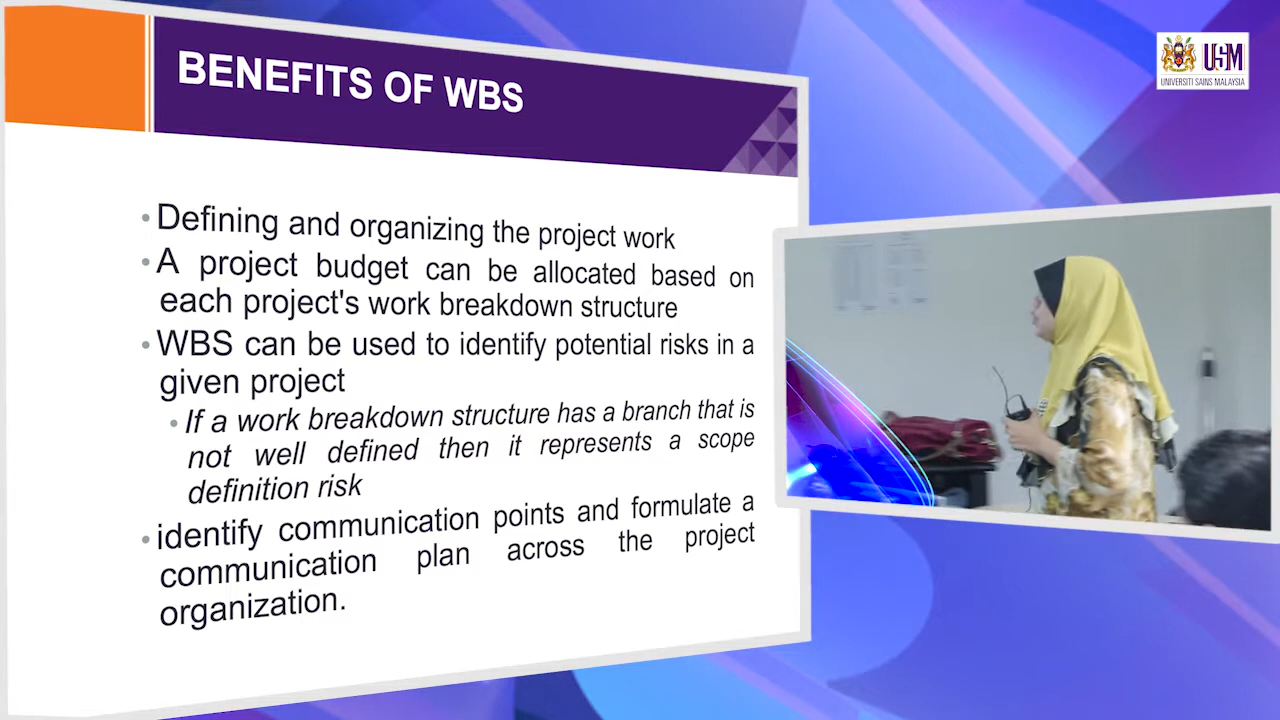 BENEFITS OF WBS
USM
UNIVERSITI SAINS MALAYSIA
• Defining and organizing the project work
• A project budget can be allocated based on
each project's work breakdown structure
• WBS can be used to identify potential risks in a
given project
• If a work breakdown structure has a branch that is
not well defined then it represents a scope
definition risk
• identify communication points and formulate a
communication plan across the project
organization.